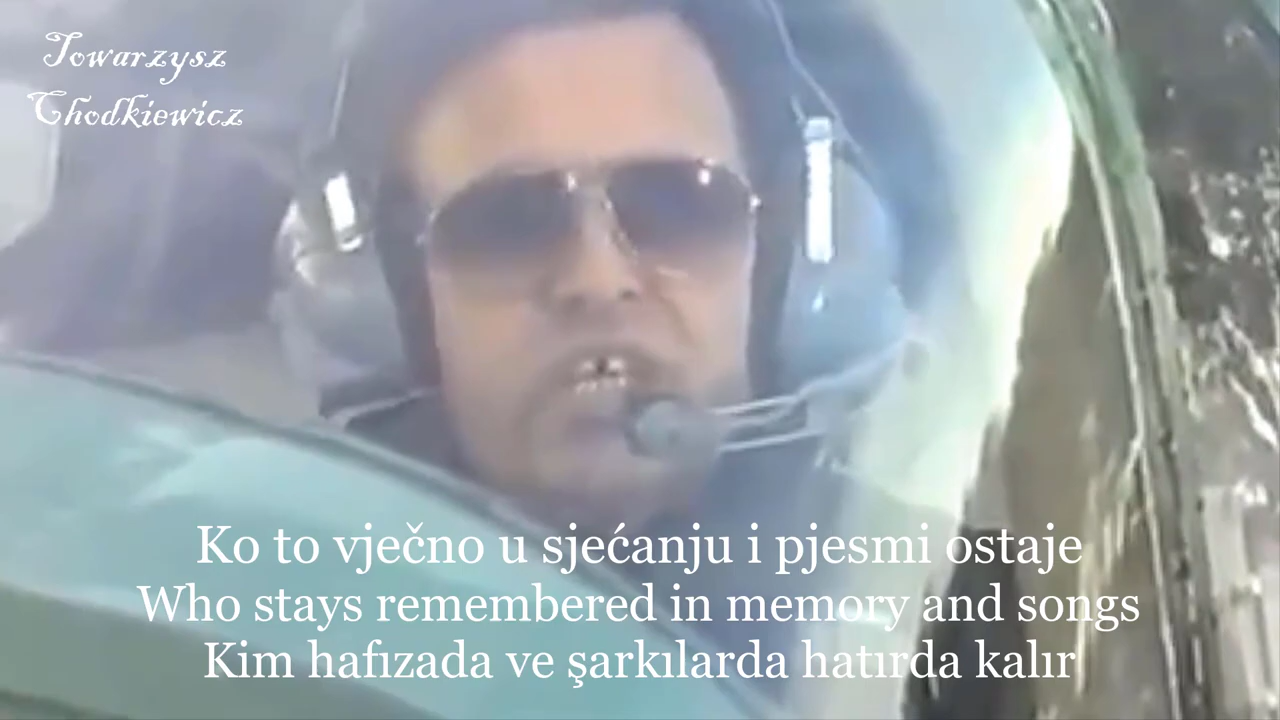 Towarzysz
Chodkiewicz
Ko to vječno u sjećanju i pjesmi ostaje
Who stays remembered in memory and songs
Kim hafızada ve şarkılarda hatırda kalır